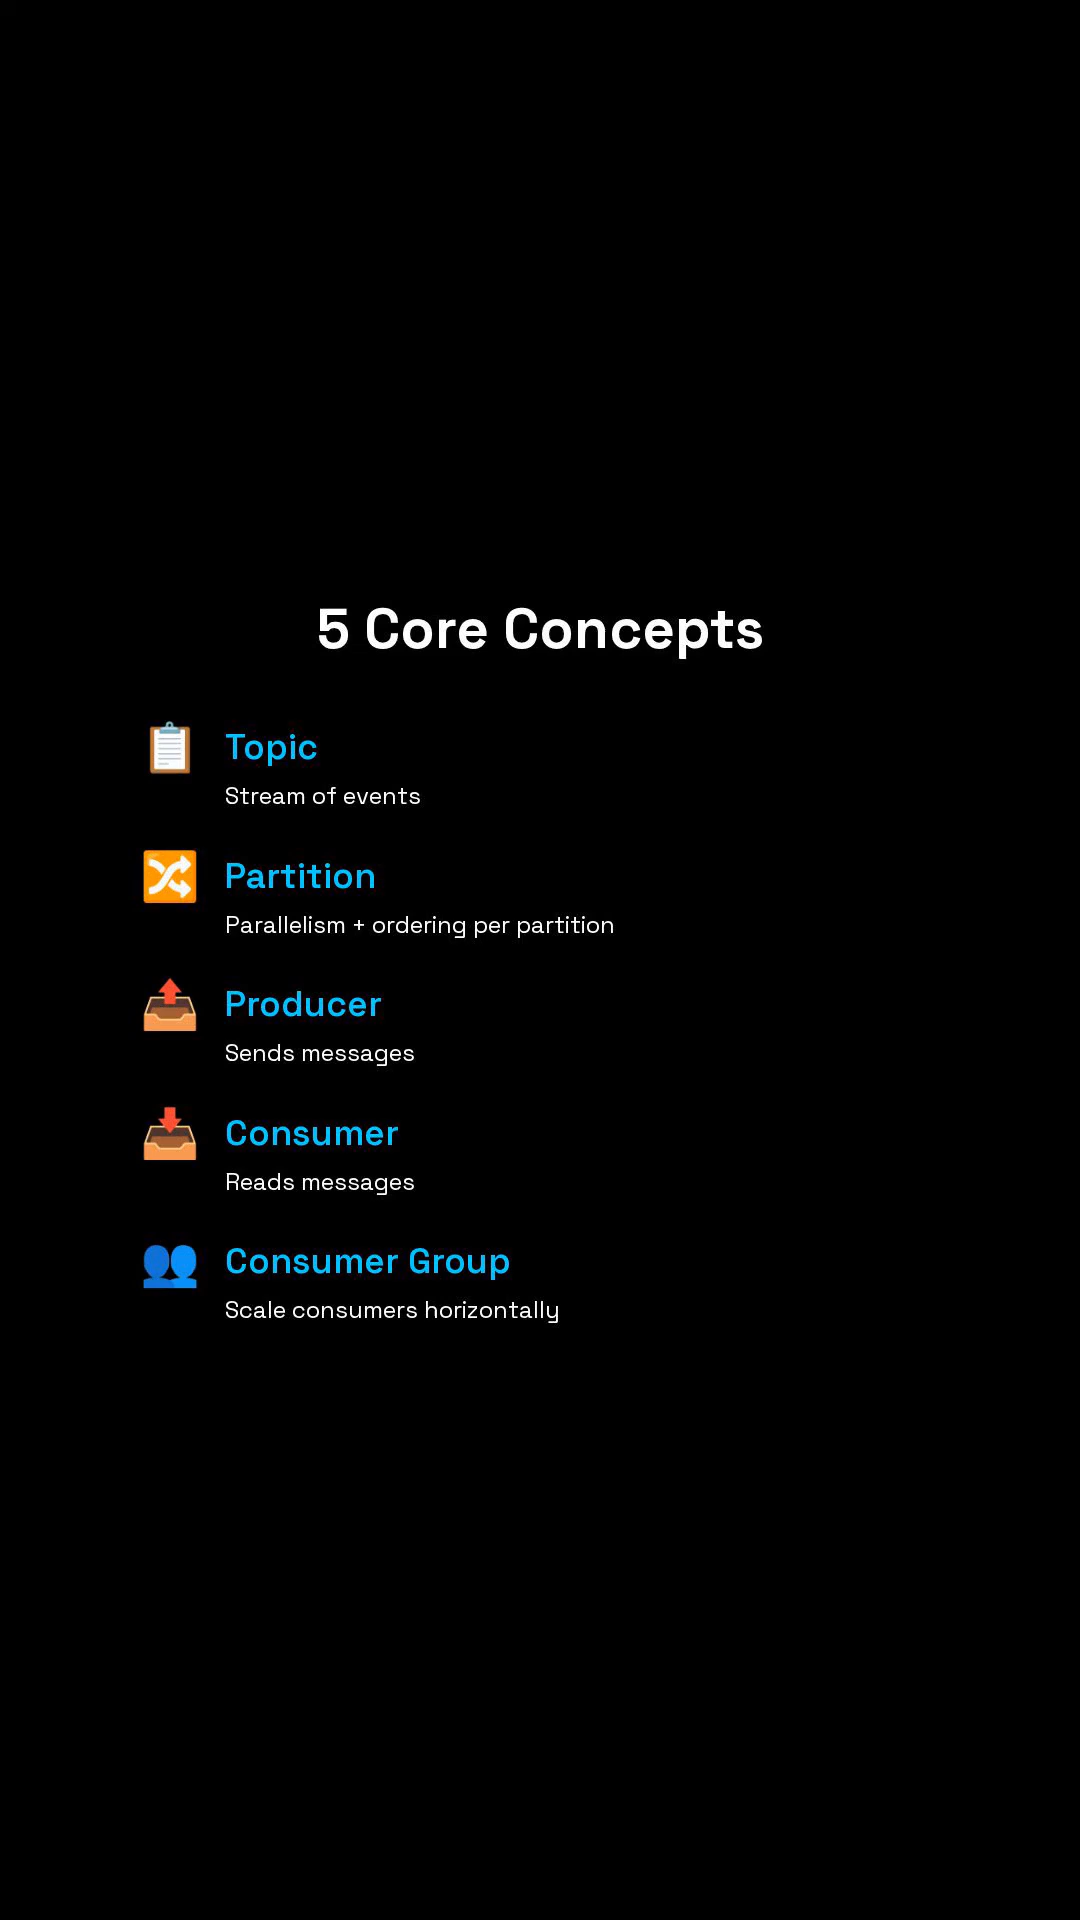 5 Core Concepts
Topic
Stream of events
Partition
Parallelism + ordering per partition
Producer
Sends messages
Consumer
Reads messages
Consumer Group
Scale consumers horizontally